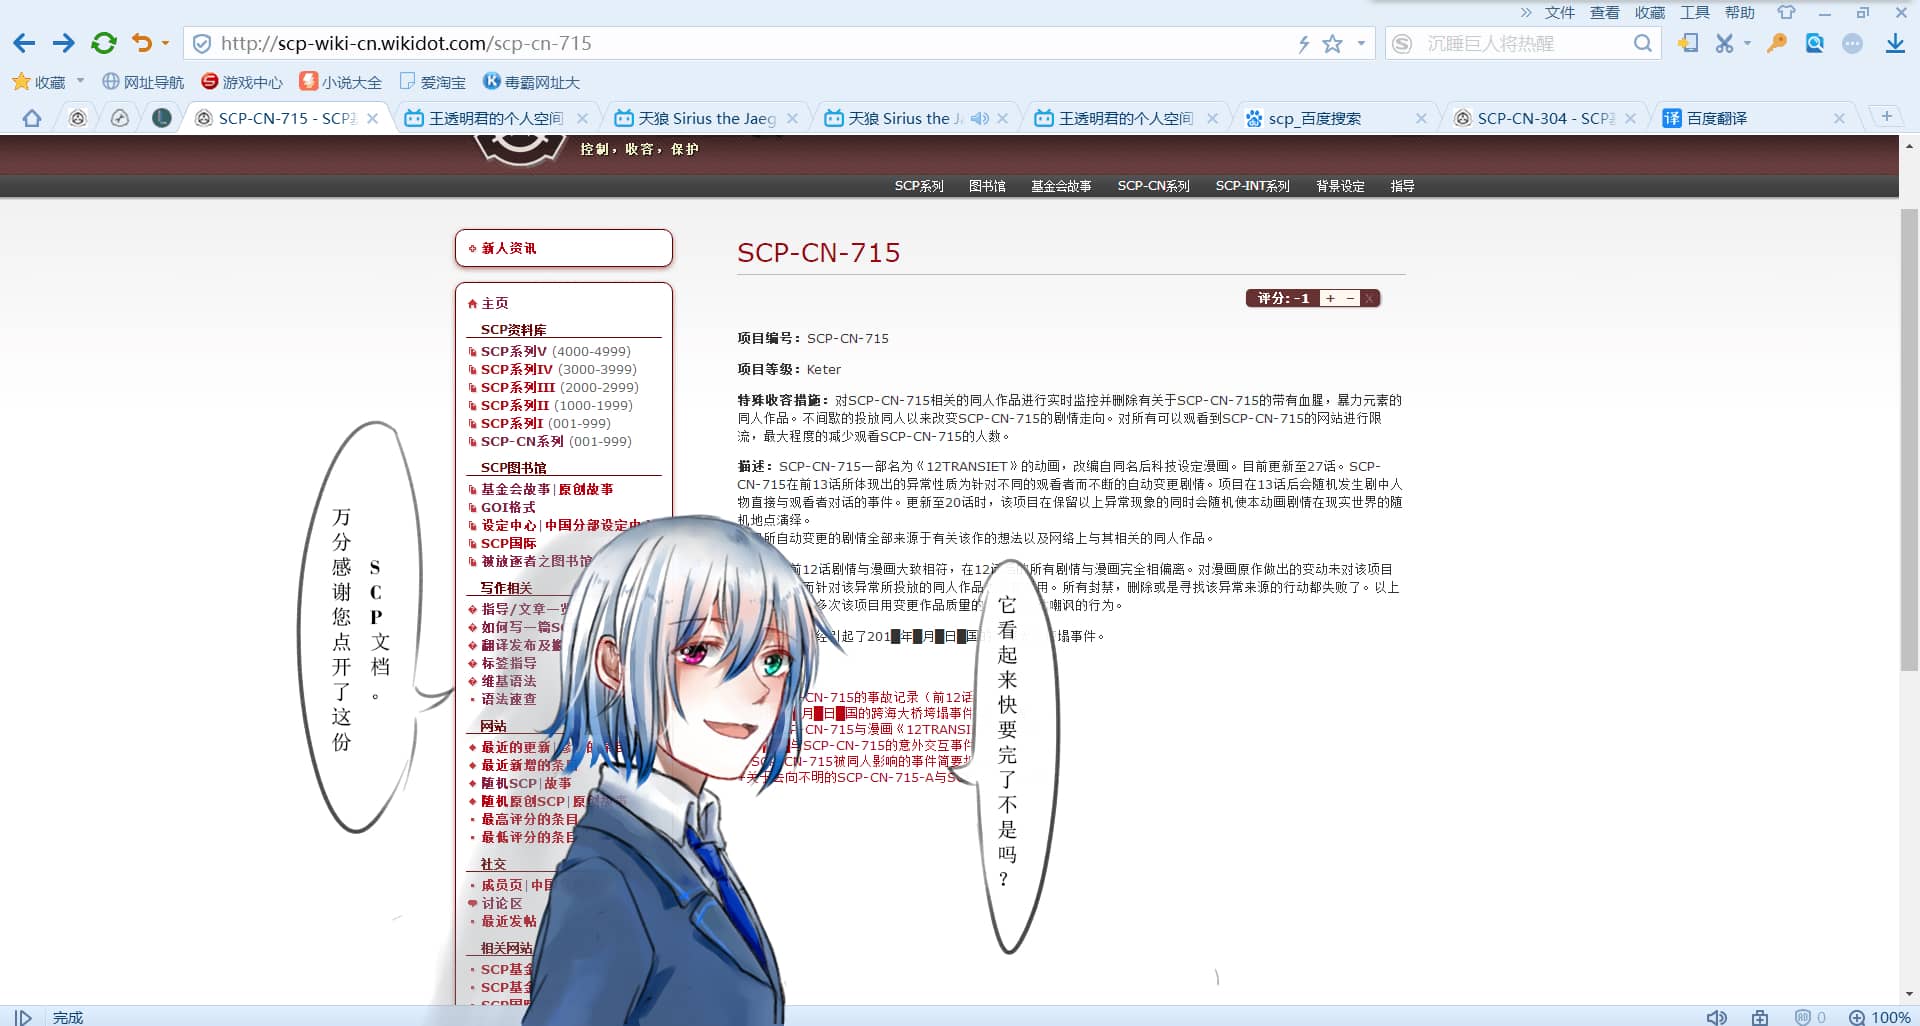 文件 查看 收藏 工具 帮助
http://scp-wiki-cn.wikidot.com/scp-cn-715
沉睡巨人将热醒
收藏 网址导航 游戏中心 小说大全 爱淘宝 毒霸网址大
SCP-CN-715 - SCP 王透明君的个人空间 天狼 Sirius the Jaeg 天狼 Sirius the J 王透明君的个人空间 scp_百度搜索 SCP-CN-304 - SCP 译 百度翻译
控制，收容，保护
SCP系列 图书馆 基金会故事 SCP-CN系列 SCP-INT系列 背景设定 指导
新人资讯
主页
SCP资料库
SCP系列V (4000-4999)
SCP系列IV (3000-3999)
SCP系列III (2000-2999)
SCP系列II (1000-1999)
SCP系列I (001-999)
SCP-CN系列 (001-999)
SCP图书馆
基金会故事|原创故事
GOI格式
设定中心|中国分部设定中
SCP国际
被放逐者之图书馆
写作相关
指导/文章一
如何写一篇S
翻译发布及
标签指导
维基语法
语法速查
网站
最近的更新
最近新增的条目
随机SCP|故事
随机原创SCP|原
最高评分的条目
最低评分的条目
社交
成员页|中国
讨论区
最近发帖
相关网站
SCP基金
SCP基金
SCP国际
SCP-CN-715
评分: -1 + − X
项目编号：SCP-CN-715
项目等级：Keter
特殊收容措施：对SCP-CN-715相关的同人作品进行实时监控并删除有关于SCP-CN-715的带有血腥，暴力元素的
同人作品。不间歇的投放同人以来改变SCP-CN-715的剧情走向。对所有可以观看到SCP-CN-715的网站进行限
流，最大程度的减少观看SCP-CN-715的人数。
描述：SCP-CN-715一部名为《12TRANSIET》的动画，改编自同名后科技设定漫画。目前更新至27话。SCP-
CN-715在前13话所体现出的异常性质为针对不同的观看者而不断的自动变更剧情。项目在13话后会随机发生剧中人
物直接与观看者对话的事件。更新至20话时，该项目在保留以上异常现象的同时会随机使本动画剧情在现实世界的随
机地点演绎。
所自动变更的剧情全部来源于有关该作的想法以及网络上与其相关的同人作品。
前12话剧情与漫画大致相符，在12话 所有剧情与漫画完全相偏离。对漫画原作做出的变动未对该项目
而针对该异常所投放的同人作品 用。所有封禁，删除或是寻找该异常来源的行动都失败了。以上
多次该项目用变更作品质量的 嘲讽的行为。
经引起了201█年█月█日█国 塌事件。
CN-715的事故记录（前12话
月█日█国的跨海大桥垮塌事件
CN-715与漫画《12TRANSI
与SCP-CN-715的意外交互事件
SCP-CN-715被同人影响的事件简要
+关于去向不明的SCP-CN-715-A与S
万分感谢您点开了这份
SCP文档。
它看起来快要完了不是吗？
完成
0 100%